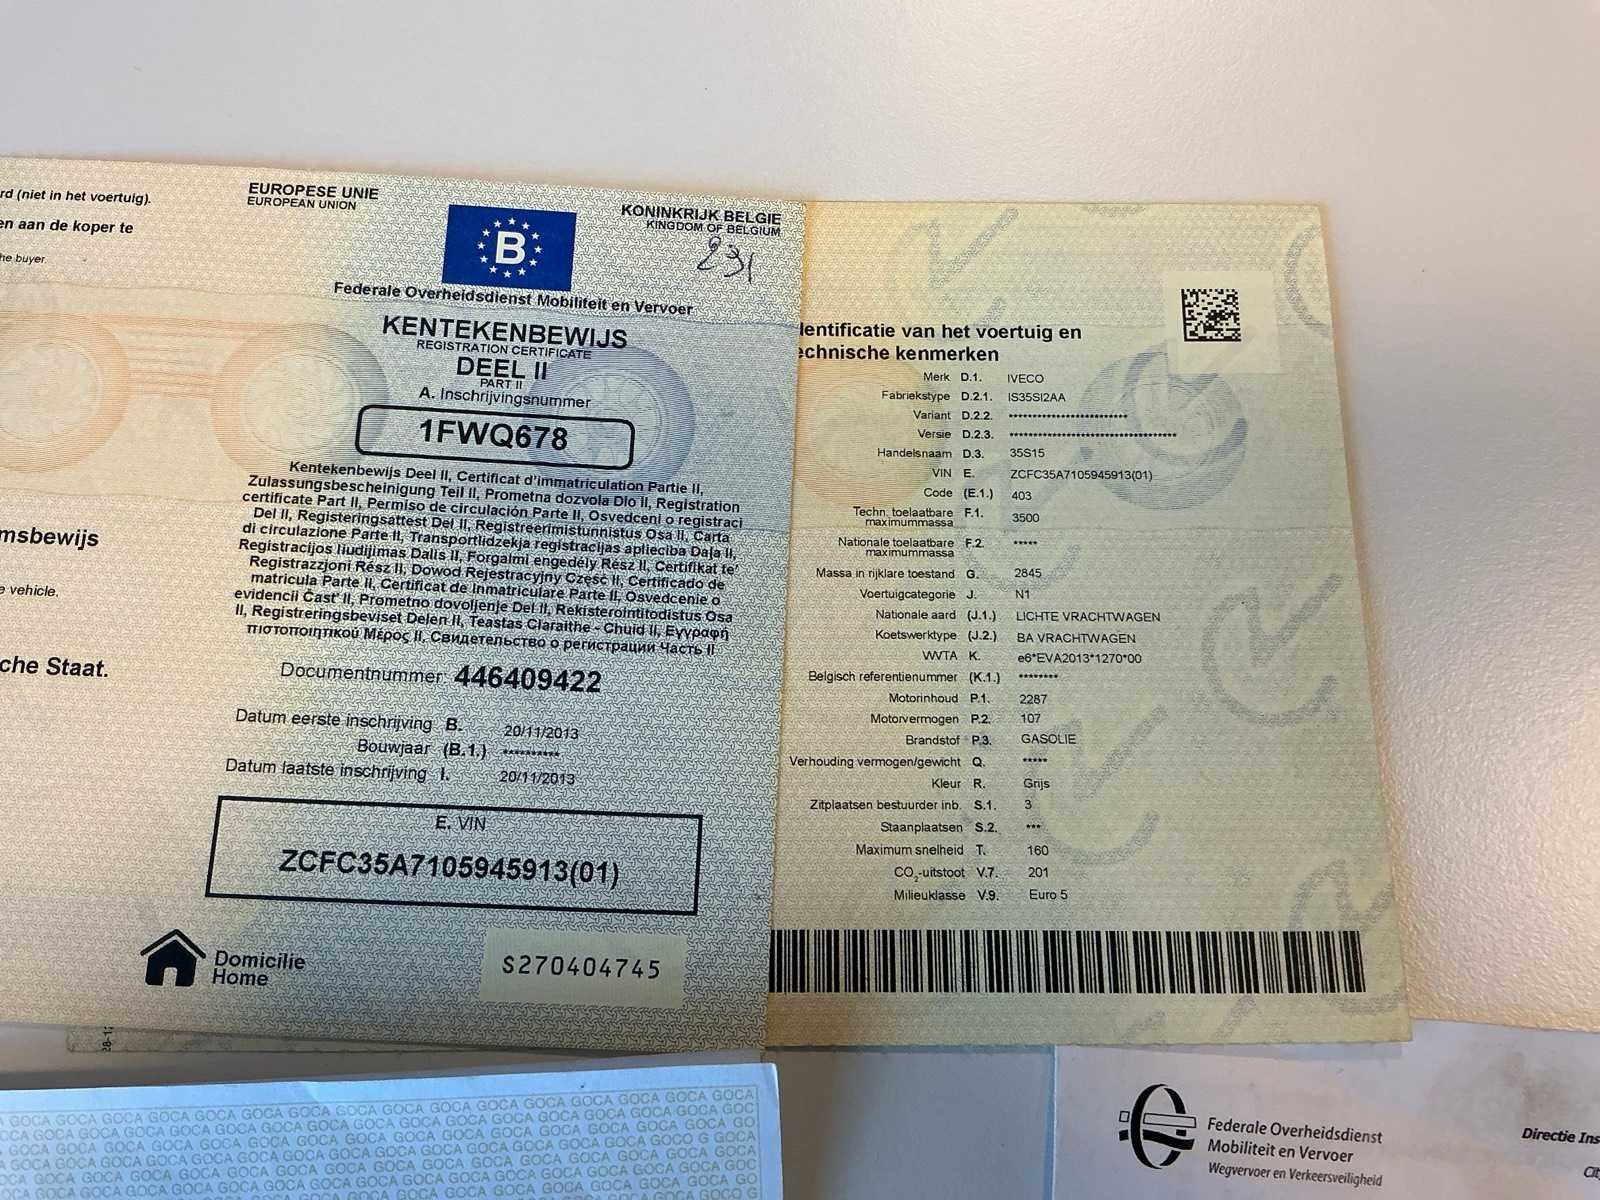 rd (niet in het voertuig).
en aan de koper te
he buyer.
msbewijs
e vehicle.
che Staat.
EUROPESE UNIE
EUROPEAN UNION
KONINKRIJK BELGIE
KINGDOM OF BELGIUM
231
B
Federale Overheidsdienst Mobiliteit en Vervoer
KENTEKENBEWIJS
REGISTRATION CERTIFICATE
DEEL II
PART II
A. Inschrijvingsnummer
1FWQ678
Kentekenbewijs Deel II, Certificat d'immatriculation Partie II,
Zulassungsbescheinigung Teil II, Prometna dozvola Dio II, Registration
certificate Part II, Permiso de circulación Parte II, Osvedceni o registraci
Del II, Registeringsattest Del II, Registreerimistunnistus Osa II, Carta
di circulazione Parte II, Transportlidzekja registracijas aplieciba Daļa II,
Registracijos liudijimas Dalis II, Forgalmi engedély Rész II, Certifikat te'
Registrazzjoni Rész II, Dowod Rejestracyjny Część II, Certificado de
matricula Parte II, Certificat de inmatriculare Parte II, Osvedcenie o
evidencii Časť II, Prometno dovoljenje Del II, Rekisterointitodistus Osa
II, Registreringsbeviset Delen II, Teastas Claraithe - Chuid II, Εγγραφή
πιστοποιητικού Μέρος II, Свидетельство о регистрации Часть II
Documentnummer: 446409422
Datum eerste inschrijving B. 20/11/2013
Bouwjaar (B.1.) **********
Datum laatste inschrijving I. 20/11/2013
E. VIN
ZCFC35A7105945913(01)
Domicilie
Home
S270404745
dentificatie van het voertuig en
echnische kenmerken
Merk D.1. IVECO
Fabriekstype D.2.1. IS35SI2AA
Variant D.2.2. *************************
Versie D.2.3. ***********************************
Handelsnaam D.3. 35S15
VIN E. ZCFC35A7105945913(01)
Code (E.1.) 403
Techn. toelaatbare
maximummassa F.1. 3500
Nationale toelaatbare
maximummassa F.2. *****
Massa in rijklare toestand G. 2845
Voertuigcategorie J. N1
Nationale aard (J.1.) LICHTE VRACHTWAGEN
Koetswerktype (J.2.) BA VRACHTWAGEN
WVTA K. e6*EVA2013*1270*00
Belgisch referentienummer (K.1.) ********
Motorinhoud P.1. 2287
Motorvermogen P.2. 107
Brandstof P.3. GASOLIE
Verhouding vermogen/gewicht Q. *****
Kleur R. Grijs
Zitplaatsen bestuurder inb. S.1. 3
Staanplaatsen S.2. ***
Maximum snelheid T. 160
CO₂-uitstoot V.7. 201
Milieuklasse V.9. Euro 5
GOCA GOCA GOCA GOCA GOCA GOCA GOCA GOCA
Federale Overheidsdienst
Mobiliteit en Vervoer
Wegvervoer en Verkeersveiligheid
Directie Ins